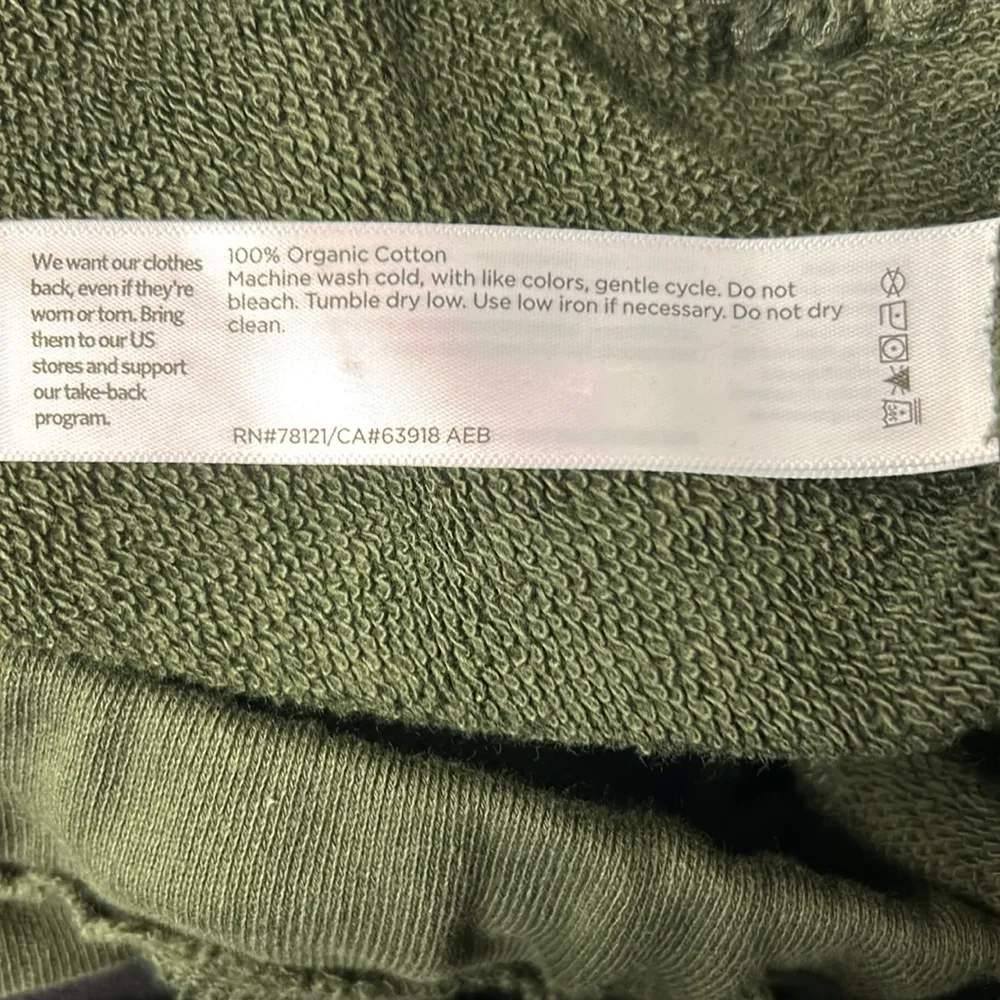 We want our clothes
back, even if they're
worn or torn. Bring
them to our US
stores and support
our take-back
program.
100% Organic Cotton
Machine wash cold, with like colors, gentle cycle. Do not
bleach. Tumble dry low. Use low iron if necessary. Do not dry
clean.
RN#78121/CA#63918 AEB
30C